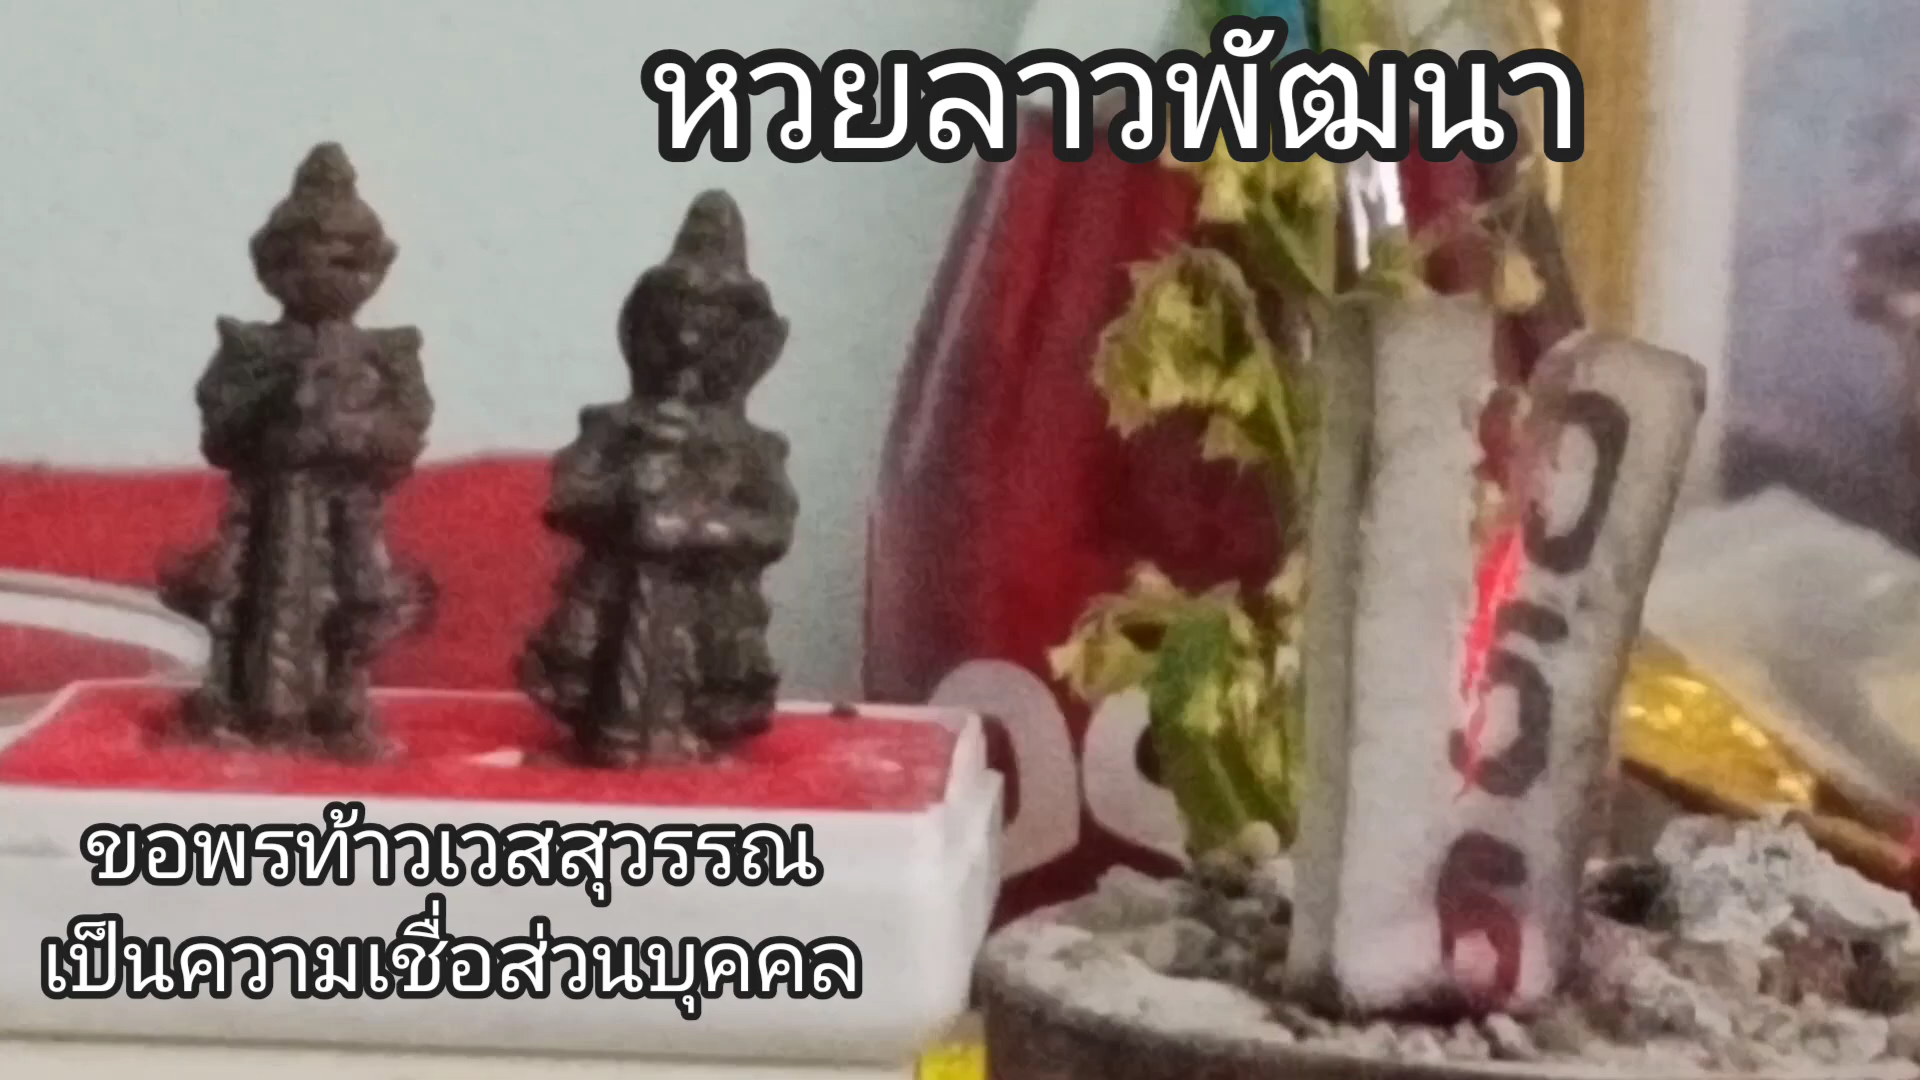 หวยลาวพัฒนา
056
ขอพรท้าวเวสสุวรรณ
เป็นความเชื่อส่วนบุคคล